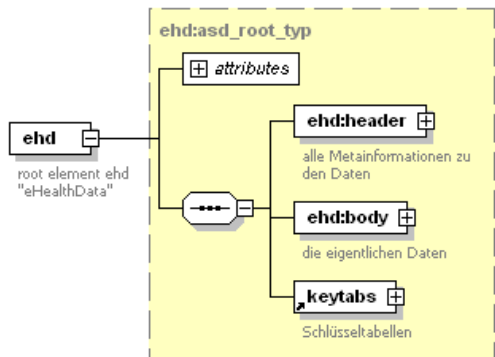 ehd:asd_root_typ
attributes
ehd
root element ehd
"eHealthData"
ehd:header
alle Metainformationen zu
den Daten
ehd:body
die eigentlichen Daten
keytabs
Schlüsseltabellen